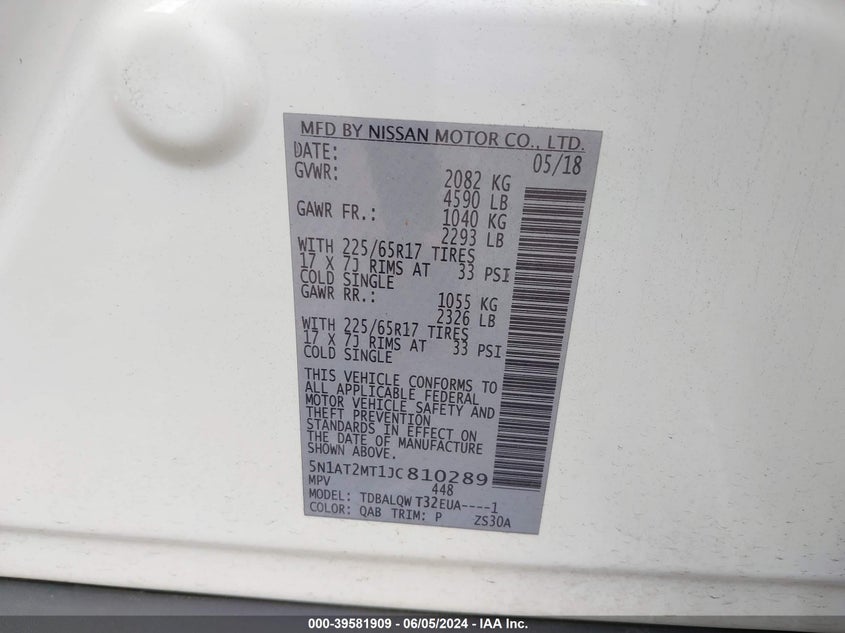 MFD BY NISSAN MOTOR CO., LTD.
DATE: 05/18
GVWR: 2082 KG
4590 LB
GAWR FR.: 1040 KG
2293 LB
WITH 225/65R17 TIRES
17 X 7J RIMS AT 33 PSI
COLD SINGLE
GAWR RR.: 1055 KG
2326 LB
WITH 225/65R17 TIRES
17 X 7J RIMS AT 33 PSI
COLD SINGLE
THIS VEHICLE CONFORMS TO
ALL APPLICABLE FEDERAL
MOTOR VEHICLE SAFETY AND
THEFT PREVENTION
STANDARDS IN EFFECT ON
THE DATE OF MANUFACTURE
SHOWN ABOVE.
5N1AT2MT1JC810289
MPV 448
MODEL: TDBALQW T32EUA----1
COLOR: QAB TRIM: P ZS30A
000-39581909 - 06/05/2024 - IAA Inc.